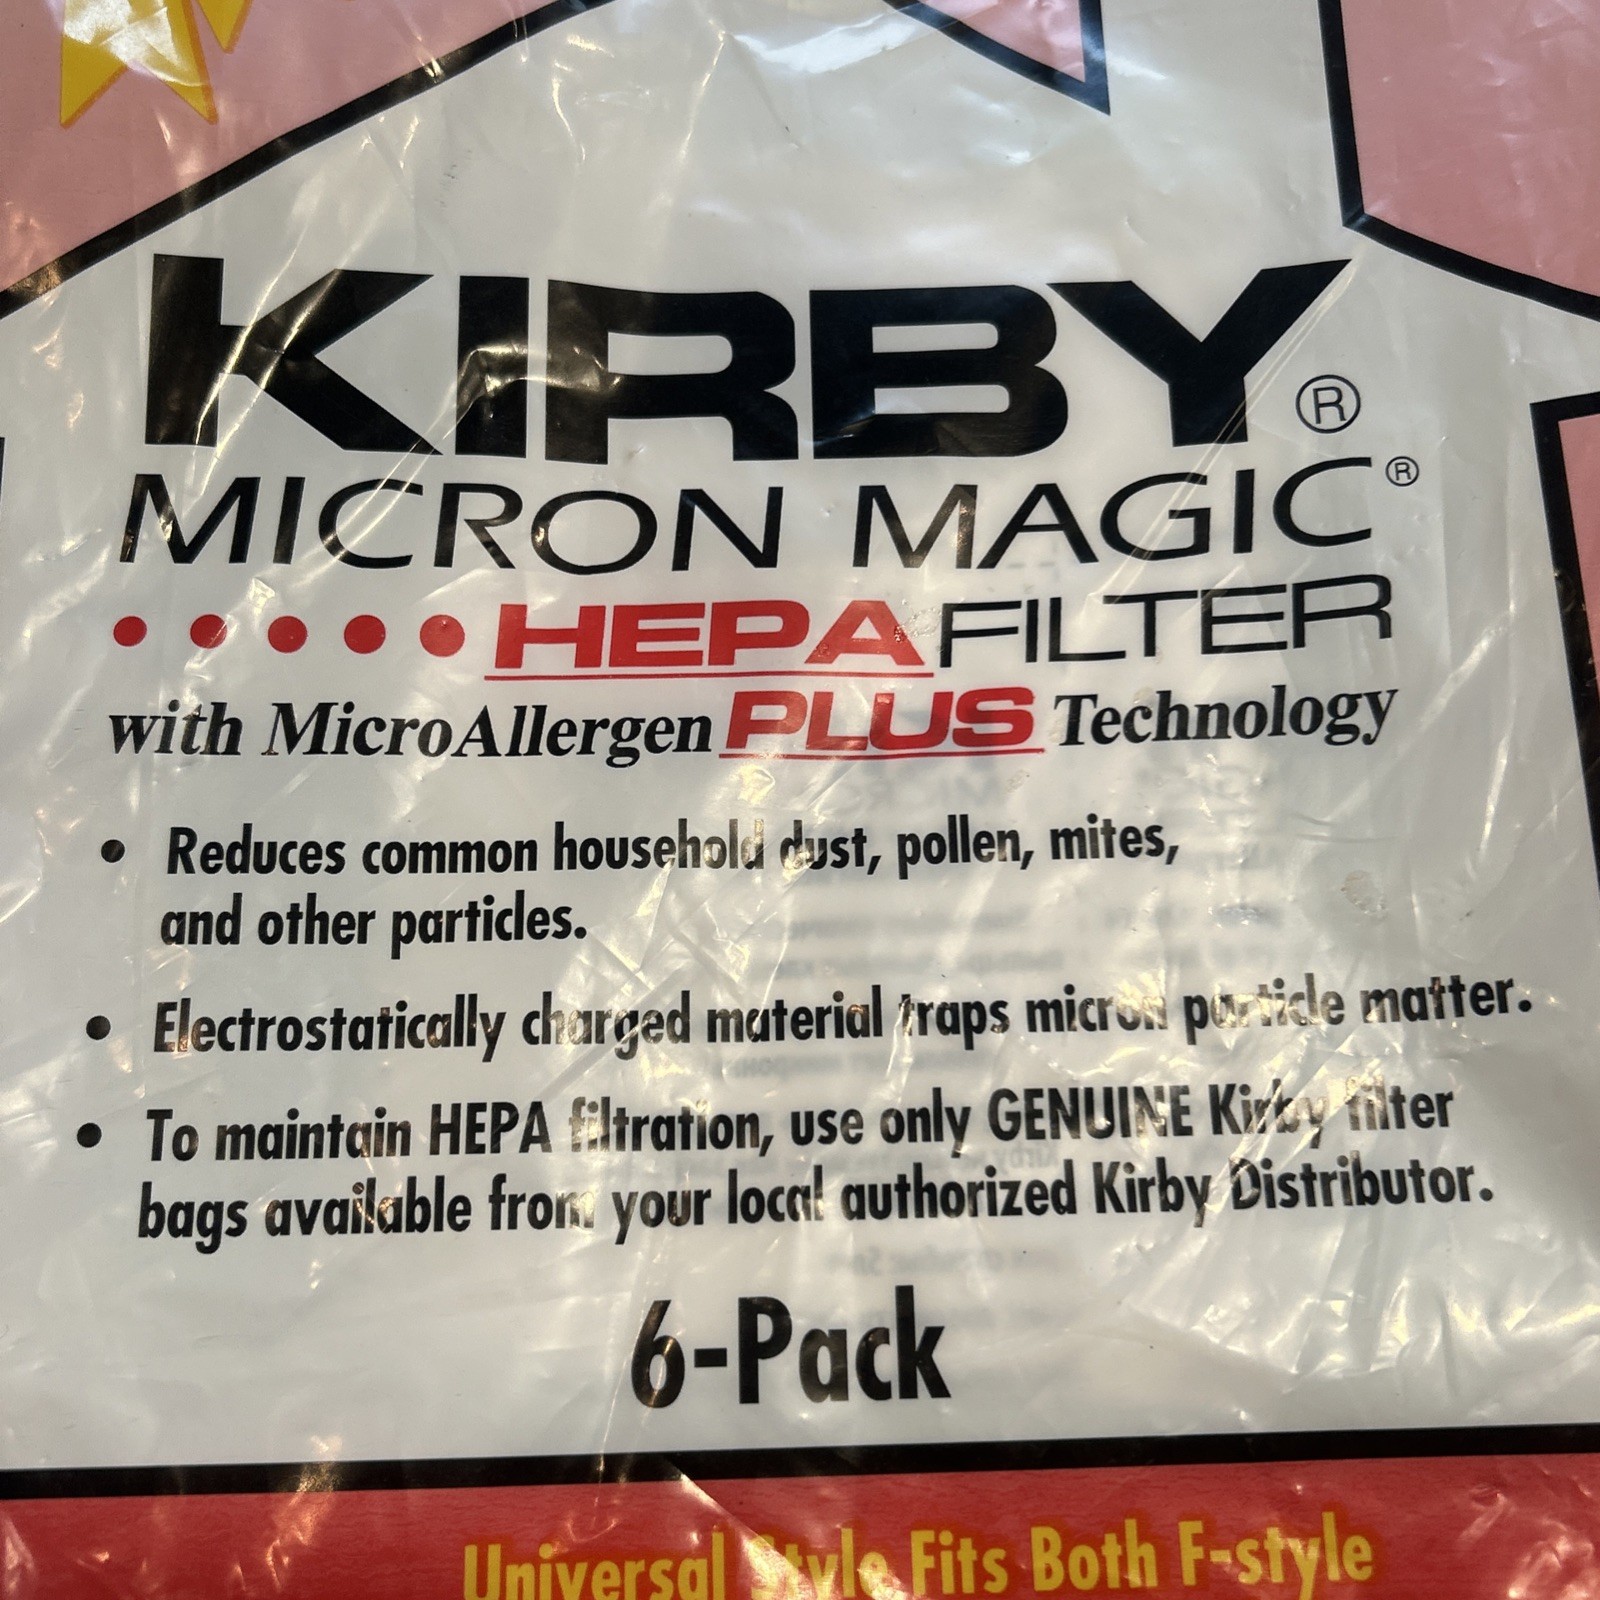 KIRBY®
MICRON MAGIC®
•••••HEPA FILTER
with MicroAllergen PLUS Technology
• Reduces common household dust, pollen, mites,
and other particles.
• Electrostatically charged material traps micron particle matter.
• To maintain HEPA filtration, use only GENUINE Kirby filter
bags available from your local authorized Kirby Distributor.
6-Pack
Universal Style Fits Both F-style